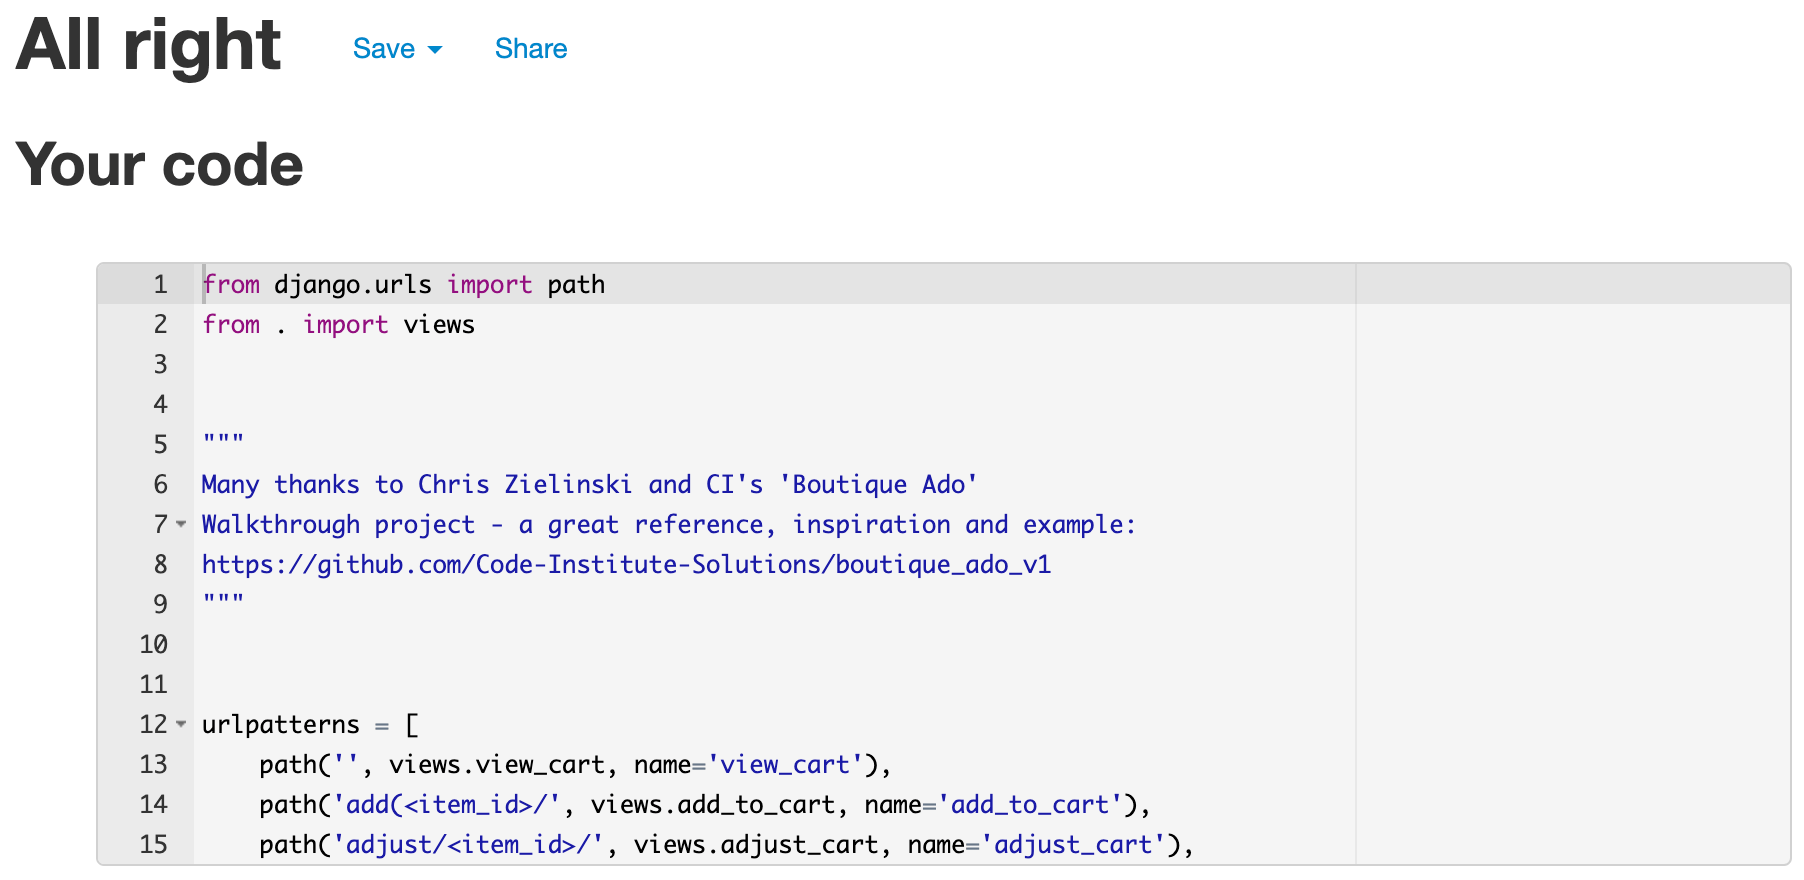 All right Save Share
Your code
1 from django.urls import path
2 from . import views
3
4
5 """
6 Many thanks to Chris Zielinski and CI's 'Boutique Ado'
7 Walkthrough project - a great reference, inspiration and example:
8 https://github.com/Code-Institute-Solutions/boutique_ado_v1
9 """
10
11
12 urlpatterns = [
13     path('', views.view_cart, name='view_cart'),
14     path('add(<item_id>/', views.add_to_cart, name='add_to_cart'),
15     path('adjust/<item_id>/', views.adjust_cart, name='adjust_cart'),